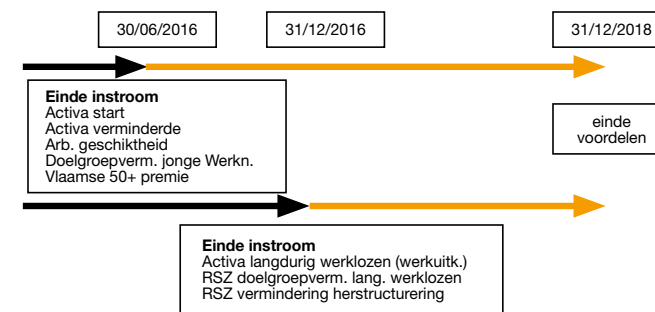 30/06/2016
31/12/2016
31/12/2018
Einde instroom
Activa start
Activa verminderde
Arb. geschiktheid
Doelgroepverm. jonge Werkn.
Vlaamse 50+ premie
einde
voordelen
Einde instroom
Activa langdurig werklozen (werkuitk.)
RSZ doelgroepverm. lang. werklozen
RSZ vermindering herstructurering